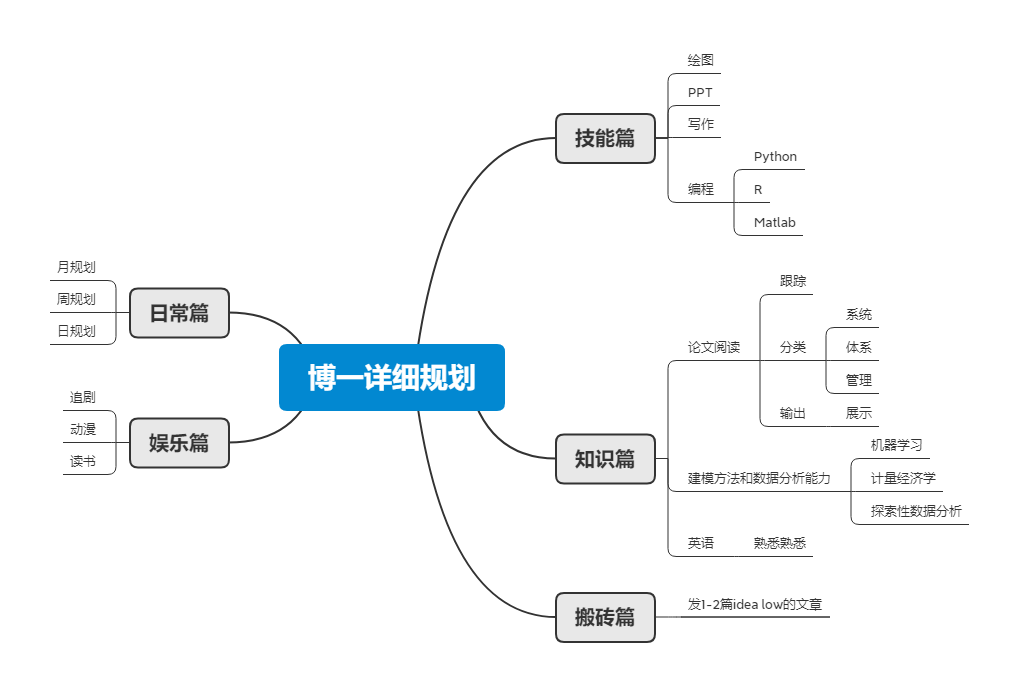 博一详细规划
技能篇
绘图
PPT
写作
编程
Python
R
Matlab
知识篇
论文阅读
跟踪
分类
系统
体系
管理
输出
展示
建模方法和数据分析能力
机器学习
计量经济学
探索性数据分析
英语
熟悉熟悉
搬砖篇
发1-2篇idea low的文章
日常篇
月规划
周规划
日规划
娱乐篇
追剧
动漫
读书